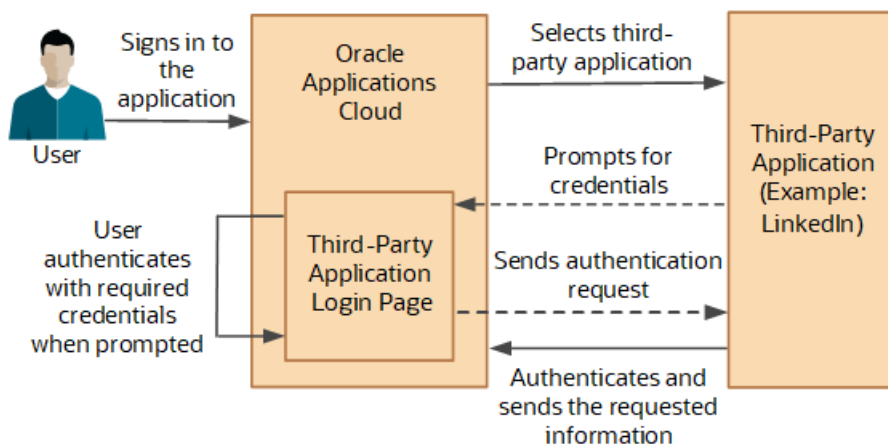 Signs in to
the
application
User
Oracle
Applications
Cloud
Selects third-
party application
Third-Party
Application
(Example:
LinkedIn)
Prompts for
credentials
User
authenticates
with required
credentials
when prompted
Third-Party
Application
Login Page
Sends authentication
request
Authenticates and
sends the requested
information